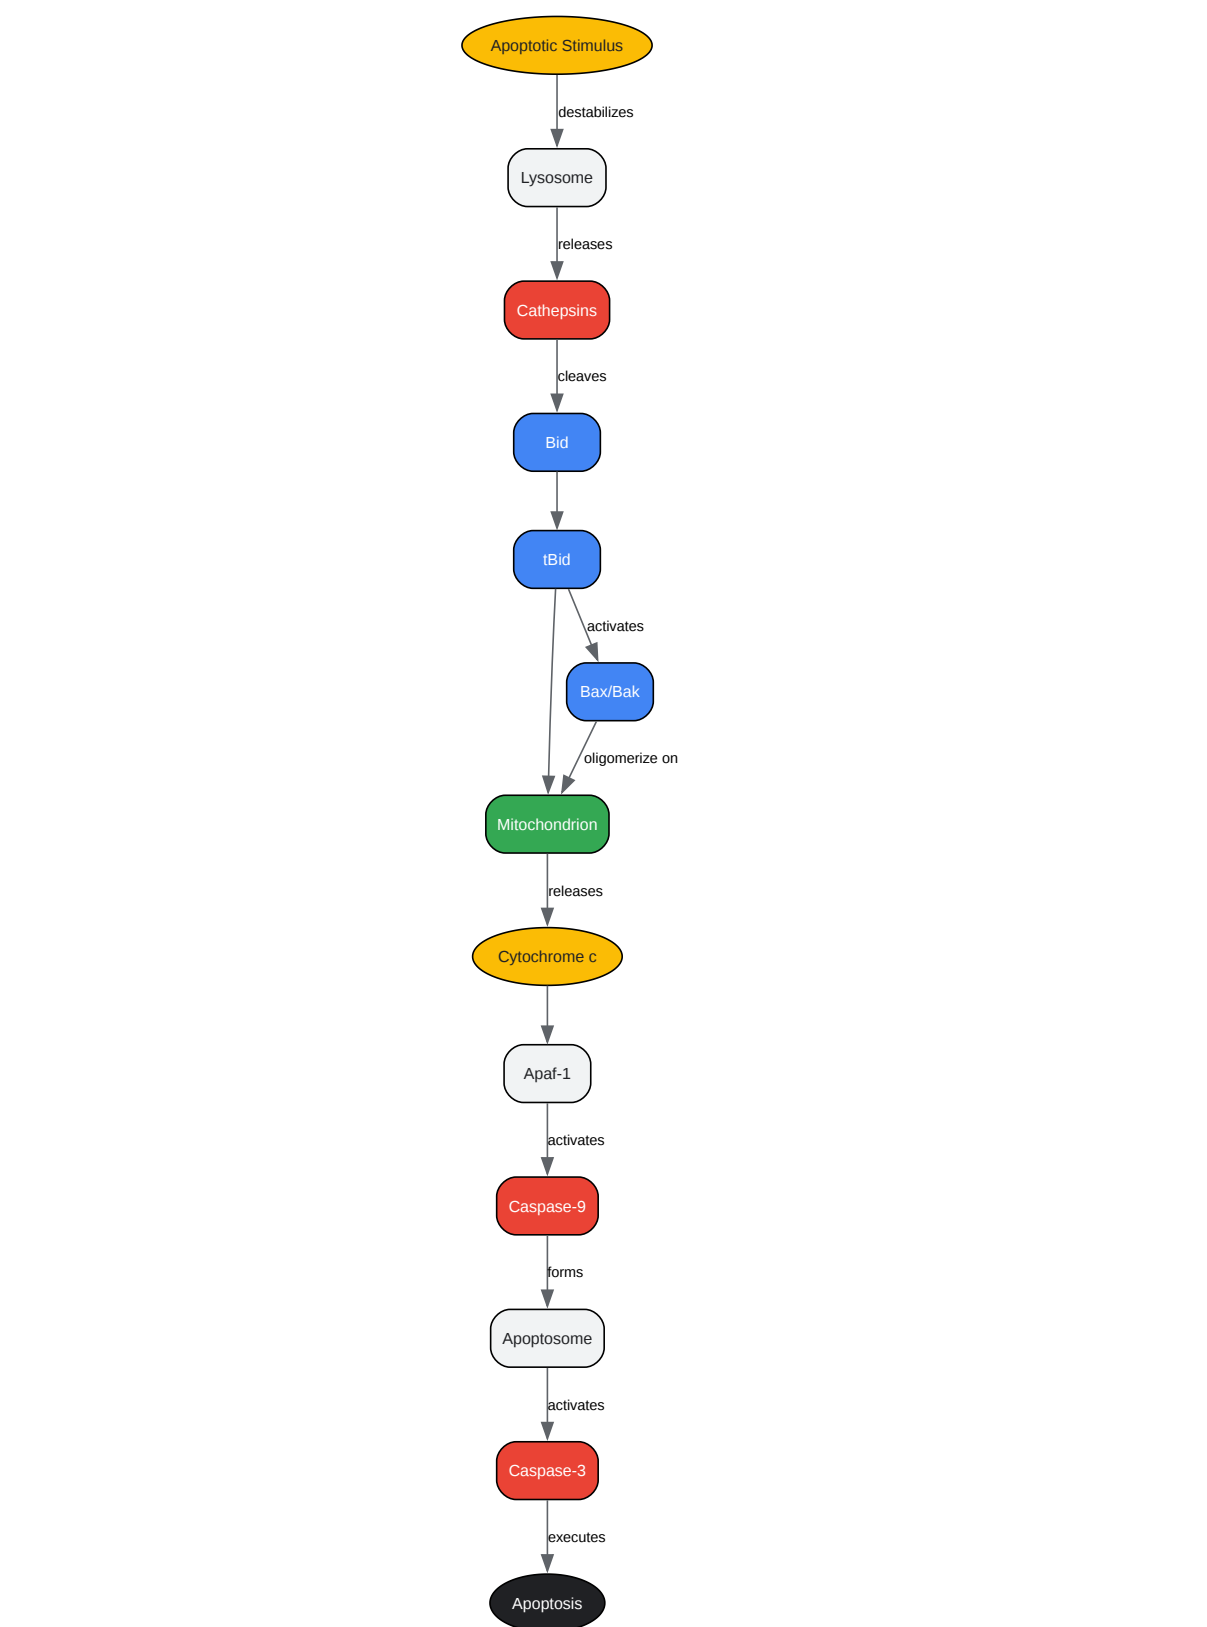 Apoptotic Stimulus
destabilizes
Lysosome
releases
Cathepsins
cleaves
Bid
tBid
activates
Bax/Bak
oligomerize on
Mitochondrion
releases
Cytochrome c
Apaf-1
activates
Caspase-9
forms
Apoptosome
activates
Caspase-3
executes
Apoptosis